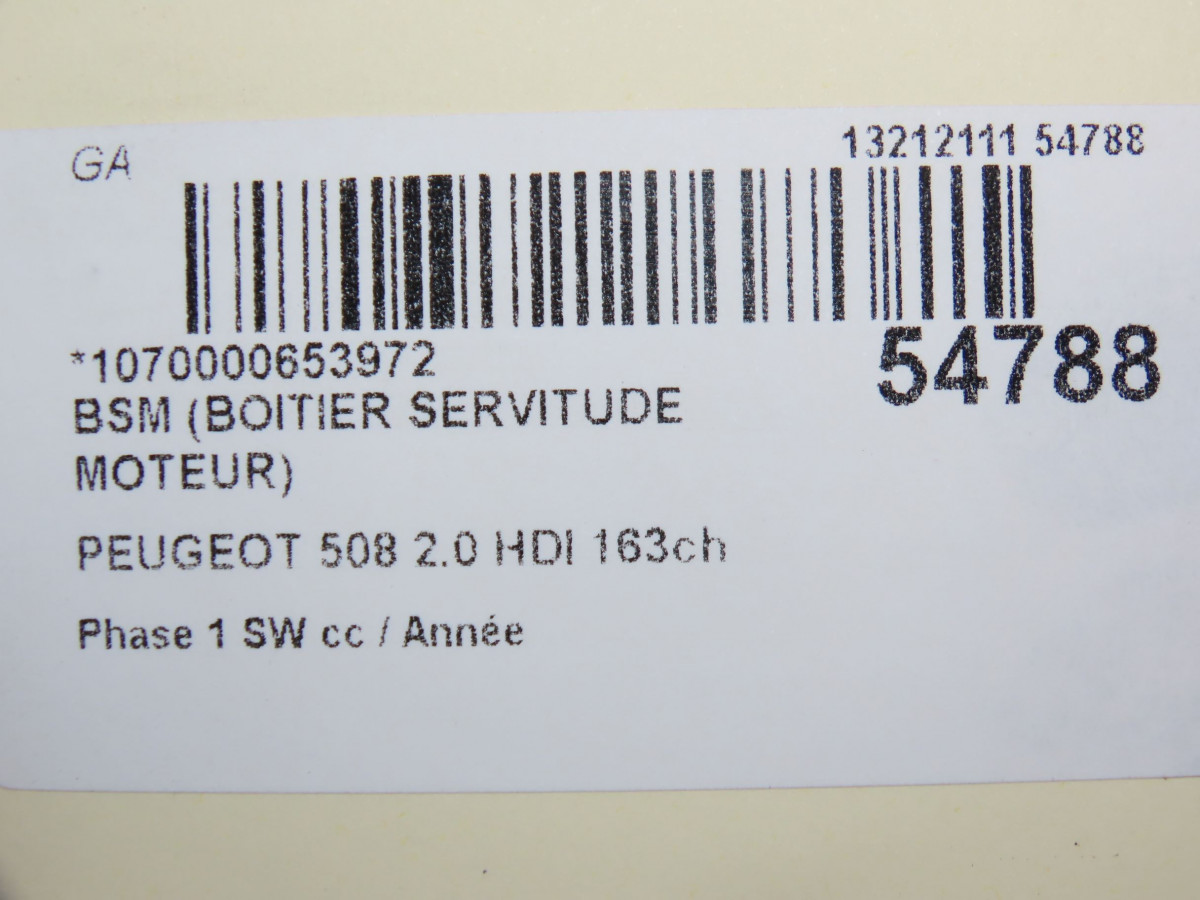 GA
13212111 54788
*1070000653972
54788
BSM (BOITIER SERVITUDE
MOTEUR)
PEUGEOT 508 2.0 HDI 163ch
Phase 1 SW cc / Année